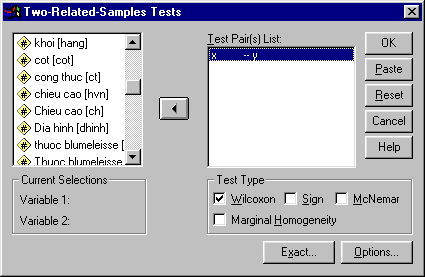 Two-Related-Samples Tests
khoi [hang]
cot [cot]
cong thuc [ct]
chieu cao [hvn]
Chieu cao [ch]
Dia hinh [dhinh]
thuoc blumeleisse [
Thuoc blumeleisse
Test Pair(s) List:
x -- y
OK
Paste
Reset
Cancel
Help
Current Selections
Variable 1:
Variable 2:
Test Type
Wilcoxon
Sign
McNemar
Marginal Homogeneity
Exact...
Options...